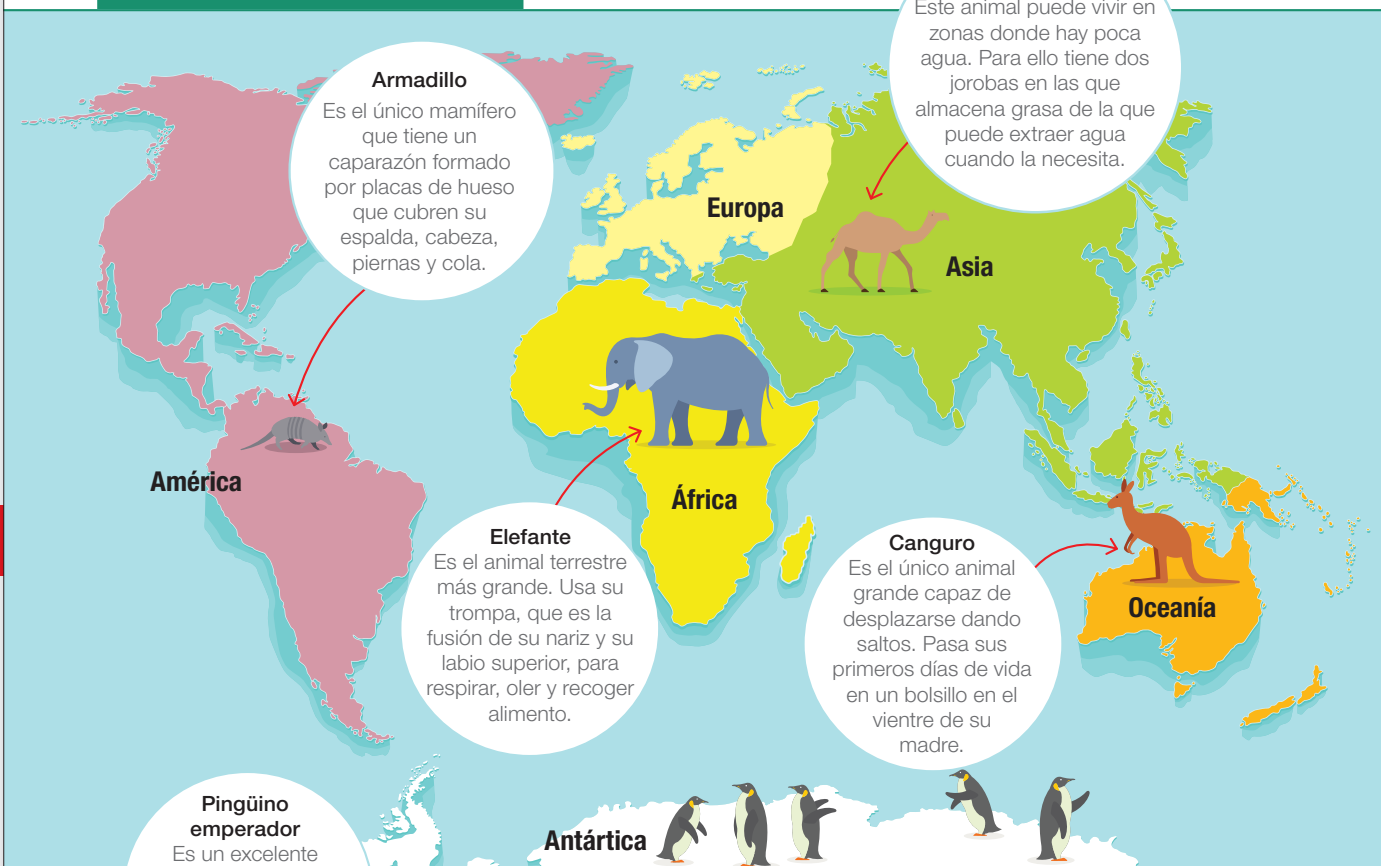 Este animal puede vivir en
zonas donde hay poca
agua. Para ello tiene dos
jorobas en las que
almacena grasa de la que
puede extraer agua
cuando la necesita.
Armadillo
Es el único mamífero
que tiene un
caparazón formado
por placas de hueso
que cubren su
espalda, cabeza,
piernas y cola.
Europa
Asia
América
África
Elefante
Es el animal terrestre
más grande. Usa su
trompa, que es la
fusión de su nariz y su
labio superior, para
respirar, oler y recoger
alimento.
Canguro
Es el único animal
grande capaz de
desplazarse dando
saltos. Pasa sus
primeros días de vida
en un bolsillo en el
vientre de su
madre.
Oceanía
Pingüino
emperador
Es un excelente
Antártica